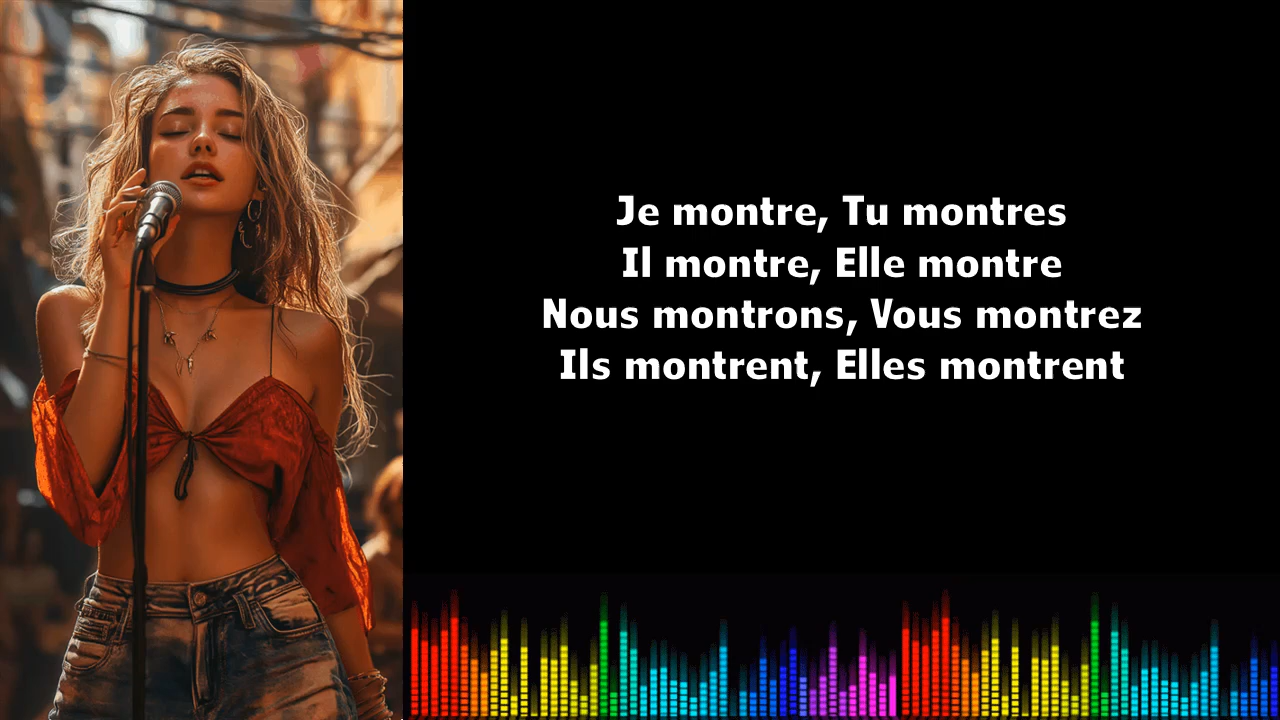 Je montre, Tu montres
Il montre, Elle montre
Nous montrons, Vous montrez
Ils montrent, Elles montrent